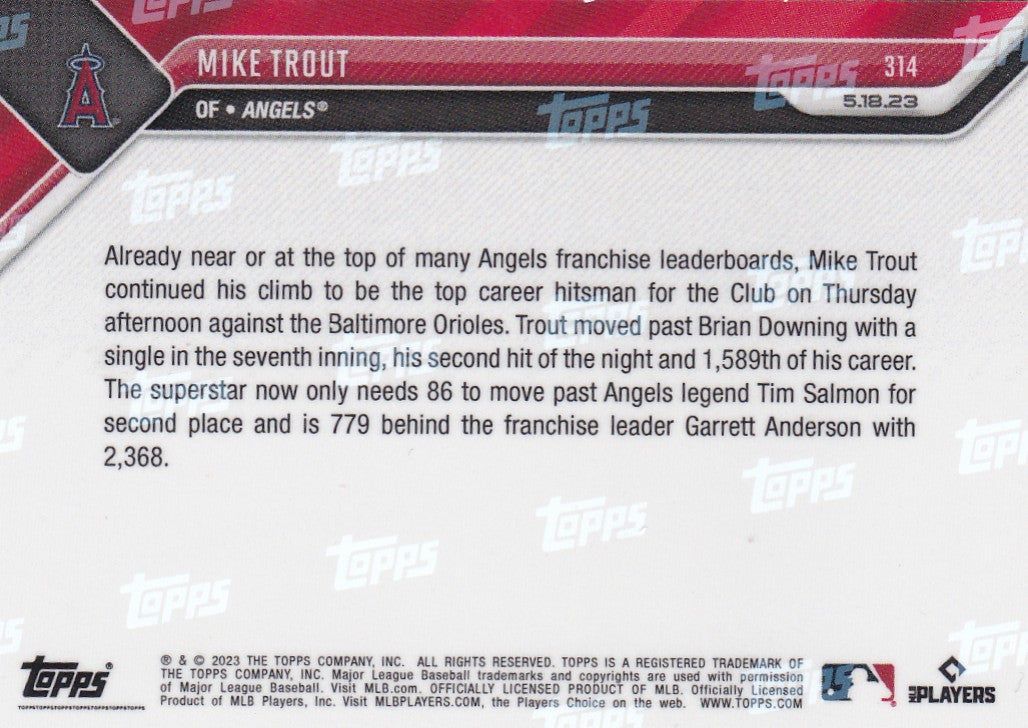 MIKE TROUT
314
OF • ANGELS®
5.18.23
Already near or at the top of many Angels franchise leaderboards, Mike Trout
continued his climb to be the top career hitsman for the Club on Thursday
afternoon against the Baltimore Orioles. Trout moved past Brian Downing with a
single in the seventh inning, his second hit of the night and 1,589th of his career.
The superstar now only needs 86 to move past Angels legend Tim Salmon for
second place and is 779 behind the franchise leader Garrett Anderson with
2,368.
Topps®
TOPPSTOPPSTOPPSTOPPSTOPPSTOPPSTOPPS
® & © 2023 THE TOPPS COMPANY, INC. ALL RIGHTS RESERVED. TOPPS IS A REGISTERED TRADEMARK OF
THE TOPPS COMPANY, INC. Major League Baseball trademarks and copyrights are used with permission
of Major League Baseball. Visit MLB.com. OFFICIALLY LICENSED PRODUCT OF MLB. Officially Licensed
Product of MLB Players, Inc. Visit MLBPLAYERS.COM, the Players Choice on the web. WWW.TOPPS.COM
MLB PLAYERS